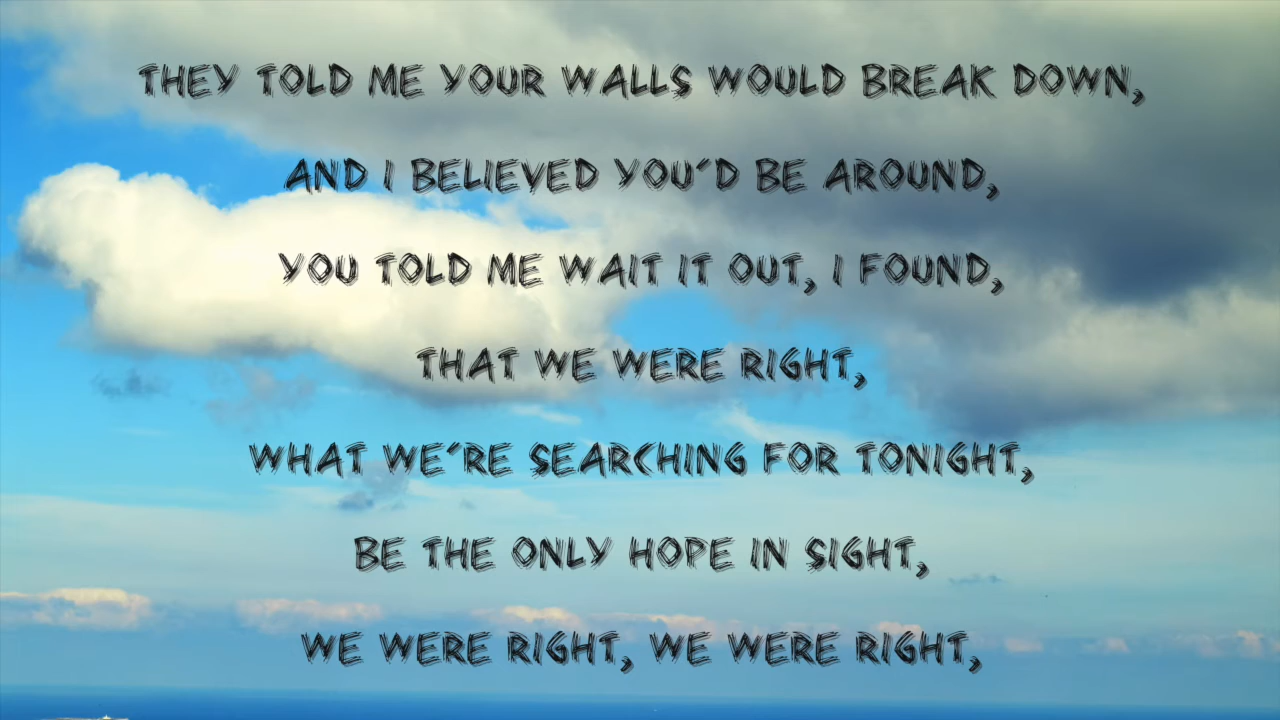 THEY TOLD ME YOUR WALLS WOULD BREAK DOWN,
AND I BELIEVED YOU'D BE AROUND,
YOU TOLD ME WAIT IT OUT, I FOUND,
THAT WE WERE RIGHT,
WHAT WE'RE SEARCHING FOR TONIGHT,
BE THE ONLY HOPE IN SIGHT,
WE WERE RIGHT, WE WERE RIGHT,